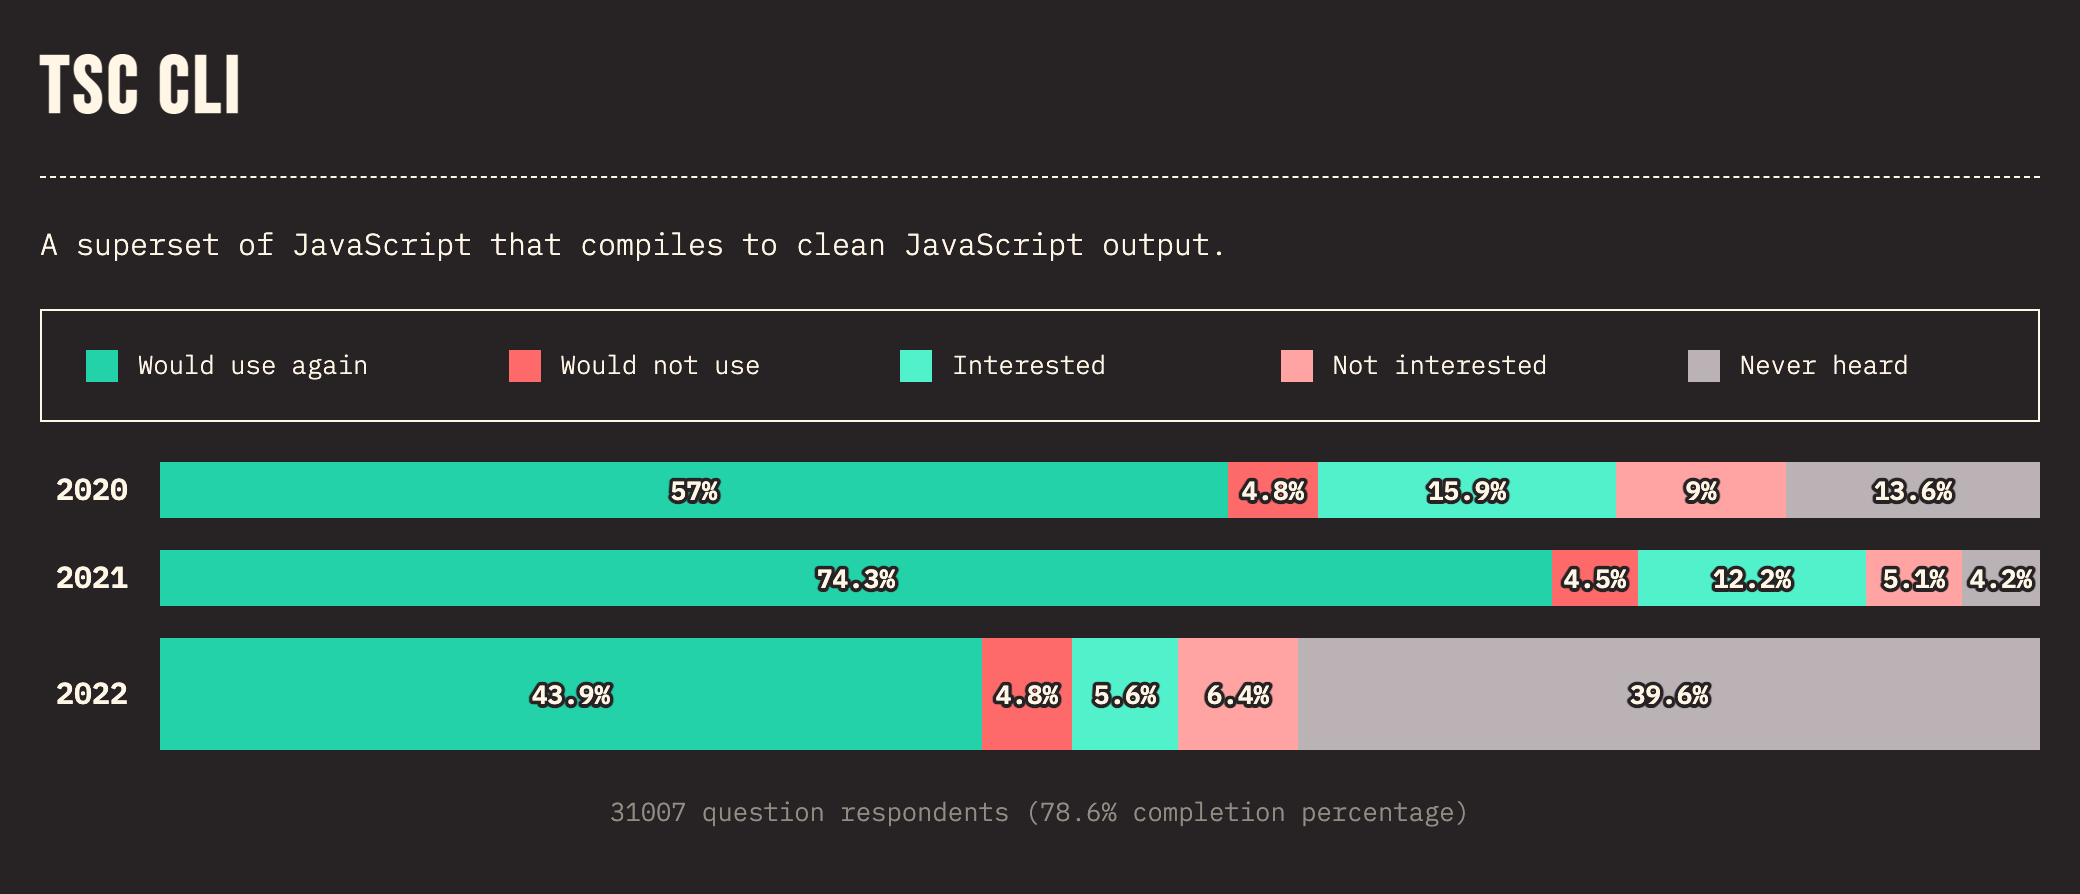 TSC CLI
A superset of JavaScript that compiles to clean JavaScript output.
Would use again Would not use Interested Not interested Never heard
2020 57% 4.8% 15.9% 9% 13.6%
2021 74.3% 4.5% 12.2% 5.1% 4.2%
2022 43.9% 4.8% 5.6% 6.4% 39.6%
31007 question respondents (78.6% completion percentage)